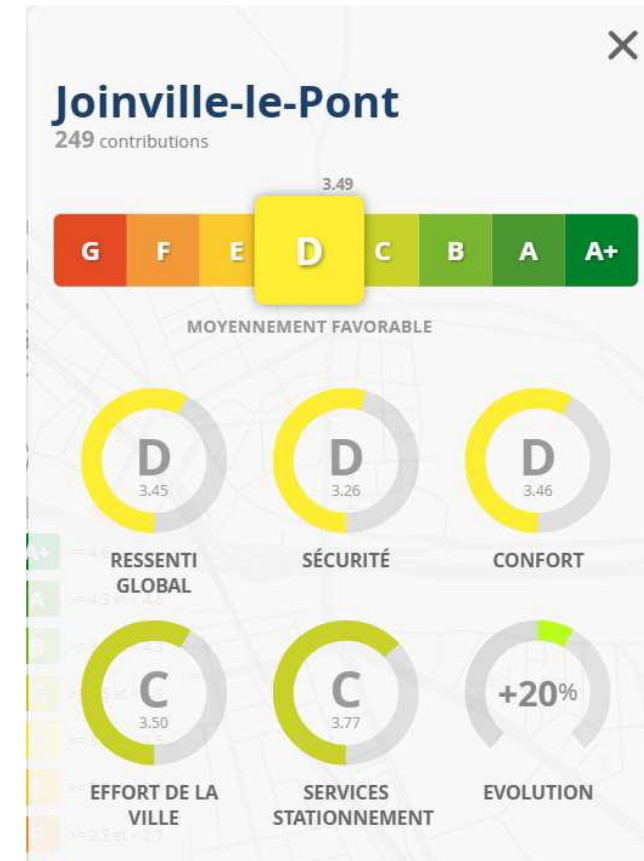 Joinville-le-Pont
249 contributions
3.49
G F E D C B A A+
MOYENNEMENT FAVORABLE
D D D
3.45 3.26 3.46
RESSENTI GLOBAL
SÉCURITÉ
CONFORT
C C +20%
3.50 3.77
EFFORT DE LA VILLE
SERVICES STATIONNEMENT
EVOLUTION